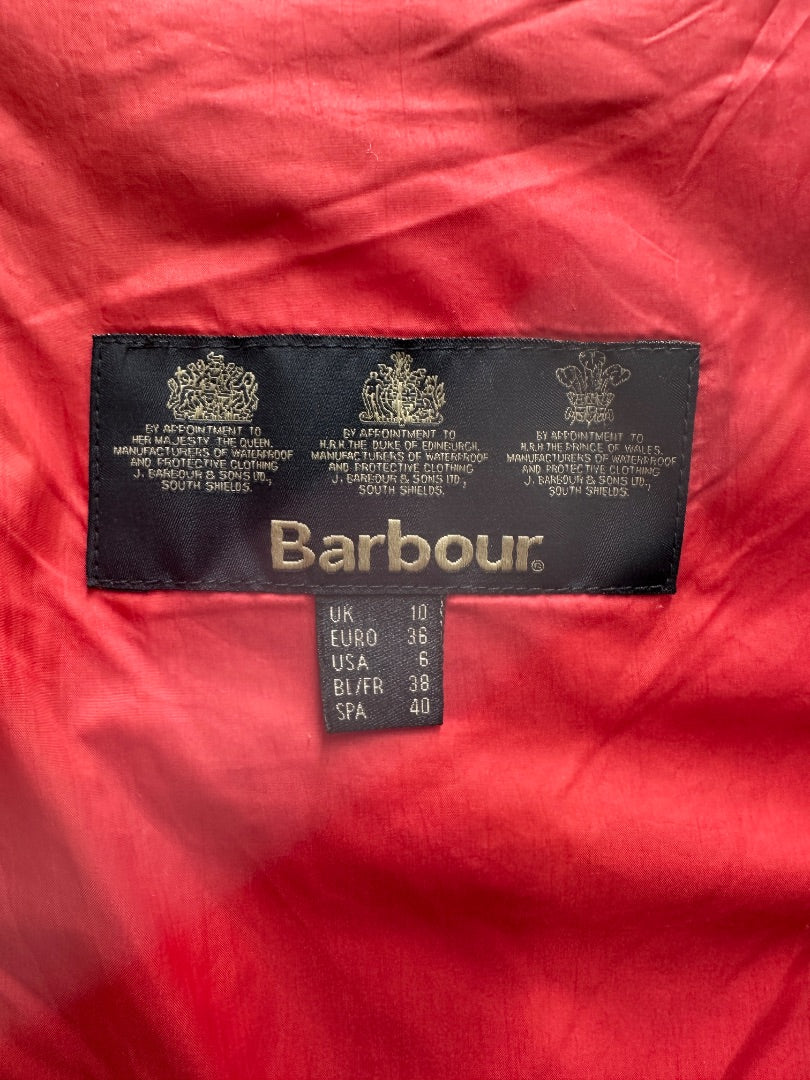 BY APPOINTMENT TO
HER MAJESTY THE QUEEN.
MANUFACTURERS OF WATERPROOF
AND PROTECTIVE CLOTHING
J. BARBOUR & SONS LTD.,
SOUTH SHIELDS.
BY APPOINTMENT TO
H.R.H. THE DUKE OF EDINBURGH.
MANUFACTURERS OF WATERPROOF
AND PROTECTIVE CLOTHING
J. BARBOUR & SONS LTD.,
SOUTH SHIELDS.
BY APPOINTMENT TO
H.R.H. THE PRINCE OF WALES.
MANUFACTURERS OF WATERPROOF
AND PROTECTIVE CLOTHING
J. BARBOUR & SONS LTD.,
SOUTH SHIELDS.
Barbour®
UK 10
EURO 36
USA 6
BL/FR 38
SPA 40